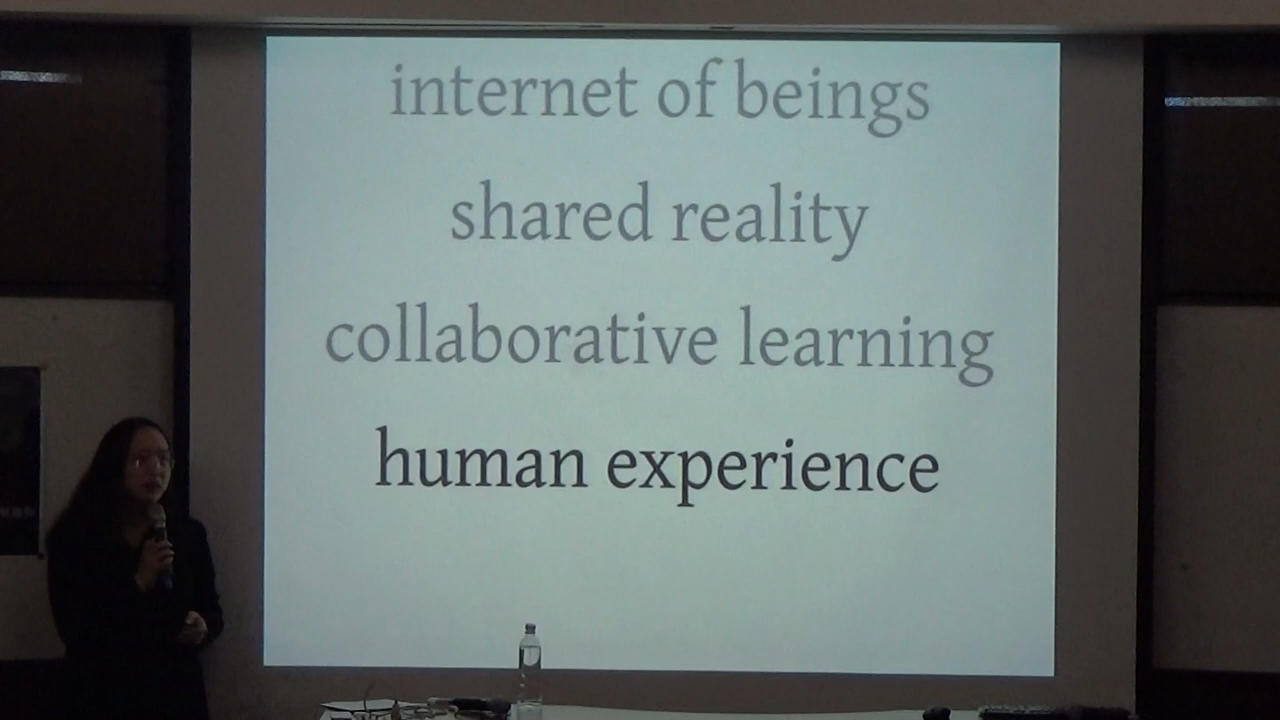 internet of beings
shared reality
collaborative learning
human experience